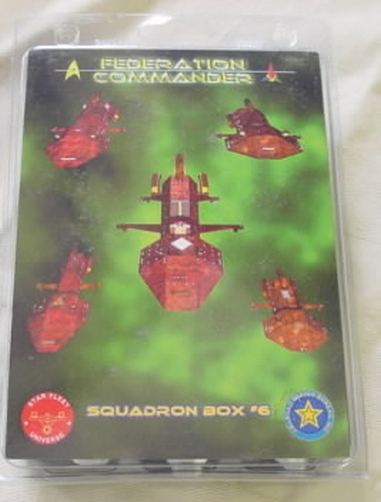 FEDERATION
COMMANDER
SQUADRON BOX #6
STAR FLEET
UNIVERSE